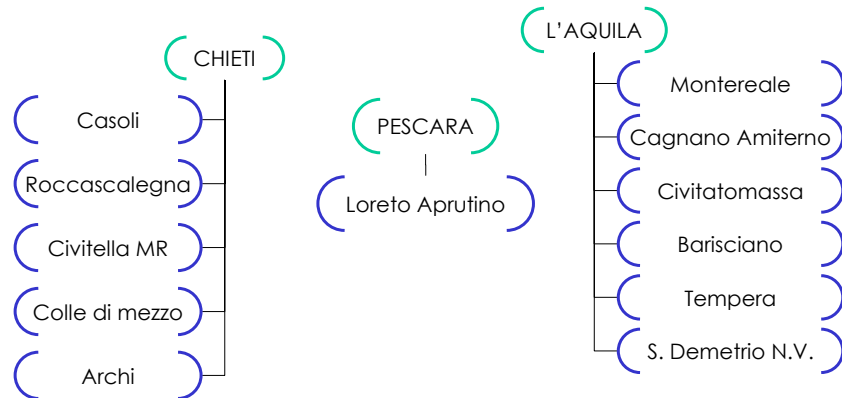 CHIETI
Casoli
Roccascalegna
Civitella MR
Colle di mezzo
Archi
PESCARA
Loreto Aprutino
L'AQUILA
Montereale
Cagnano Amiterno
Civitatomassa
Barisciano
Tempera
S. Demetrio N.V.